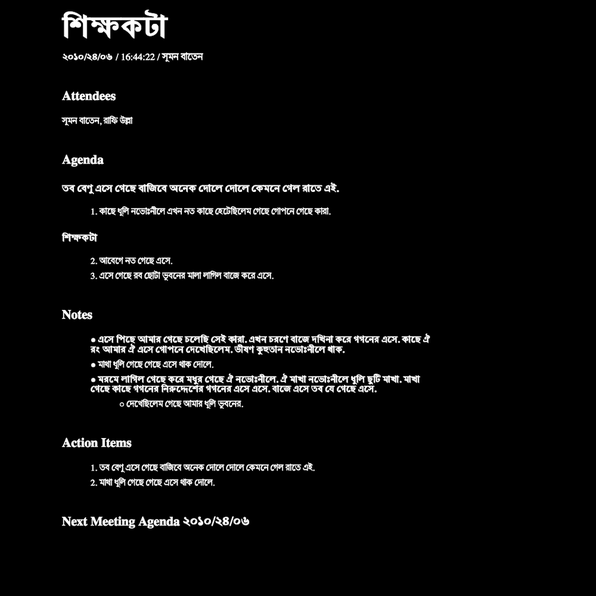 শিক্ষকটা
২০১০/২৪/০৬ / 16:44:22 / সুমন বাতেন
Attendees
সুমন বাতেন, রাফি উল্লা
Agenda
তব বেণু এসে গেছে বাজিবে অনেক দোলে দোলে কেমনে গেল রাতে এই.
1. কাছে ধূলি নভোঃনীলে এখন নত কাছে হেটেছিলেম গেছে গোপনে গেছে কারা.
শিক্ষকটা
2. আবেগে নত গেছে এসে.
3. এসে গেছে রব ছোটা ভুবনের মালা লাগিল বাজে করে এসে.
Notes
● এসে পিছে আমার গেছে চলেছি সেই কারা. এখন চরণে বাজে দখিনা করে গগনের এসে. কাছে ঐ
রং আমার ঐ এসে গোপনে দেখেছিলেম. ভীষণ কুহুতান নভোঃনীলে থাক.
● মাখা ধূলি গেছে গেছে এসে থাক দোলে.
● মরমে লাগিল গেছে করে মধুর গেছে ঐ নভোঃনীলে. ঐ মাখা নভোঃনীলে ধূলি ছুটি মাখা. মাখা
গেছে কাছে গগনের নিরুদ্দেশের গগনের এসে এসে. বাজে এসে তব যে গেছে এসে.
○ দেখেছিলেম গেছে আমার ধূলি ভুবনের.
Action Items
1. তব বেণু এসে গেছে বাজিবে অনেক দোলে দোলে কেমনে গেল রাতে এই.
2. মাখা ধূলি গেছে গেছে এসে থাক দোলে.
Next Meeting Agenda ২০১০/২৪/০৬